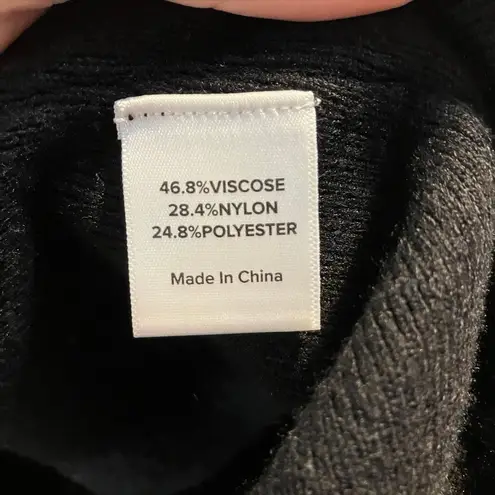 46.8%VISCOSE
28.4%NYLON
24.8%POLYESTER
Made In China